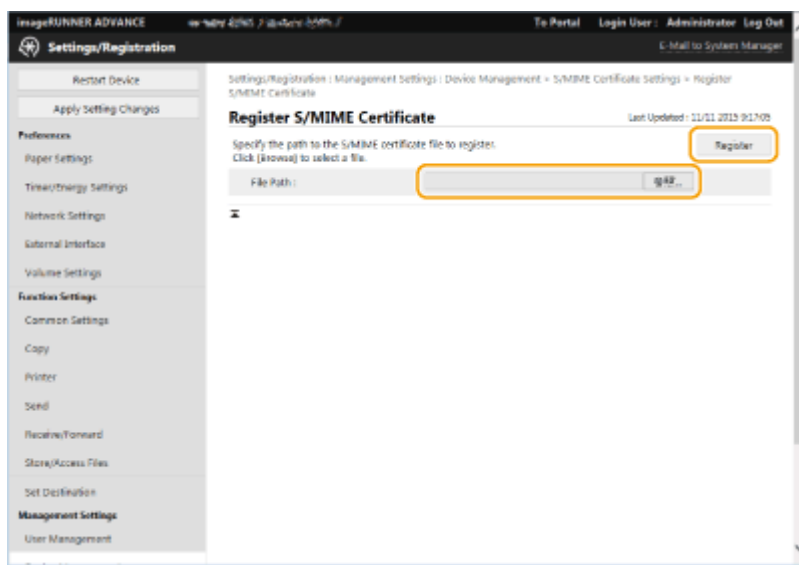 imageRUNNER ADVANCE
To Portal Login User : Administrator Log Out
Settings/Registration
E-Mail to System Manager
Restart Device
Apply Setting Changes
Preferences
Paper Settings
Timer/Energy Settings
Network Settings
External Interface
Volume Settings
Function Settings
Common Settings
Copy
Printer
Send
Receive/Forward
Store/Access Files
Set Destination
Management Settings
User Management
Settings/Registration : Management Settings : Device Management > S/MIME Certificate Settings > Register
S/MIME Certificate
Register S/MIME Certificate
Last Updated : 11/11 2015 9:17:05
Specify the path to the S/MIME certificate file to register.
Click [Browse] to select a file.
Register
File Path :